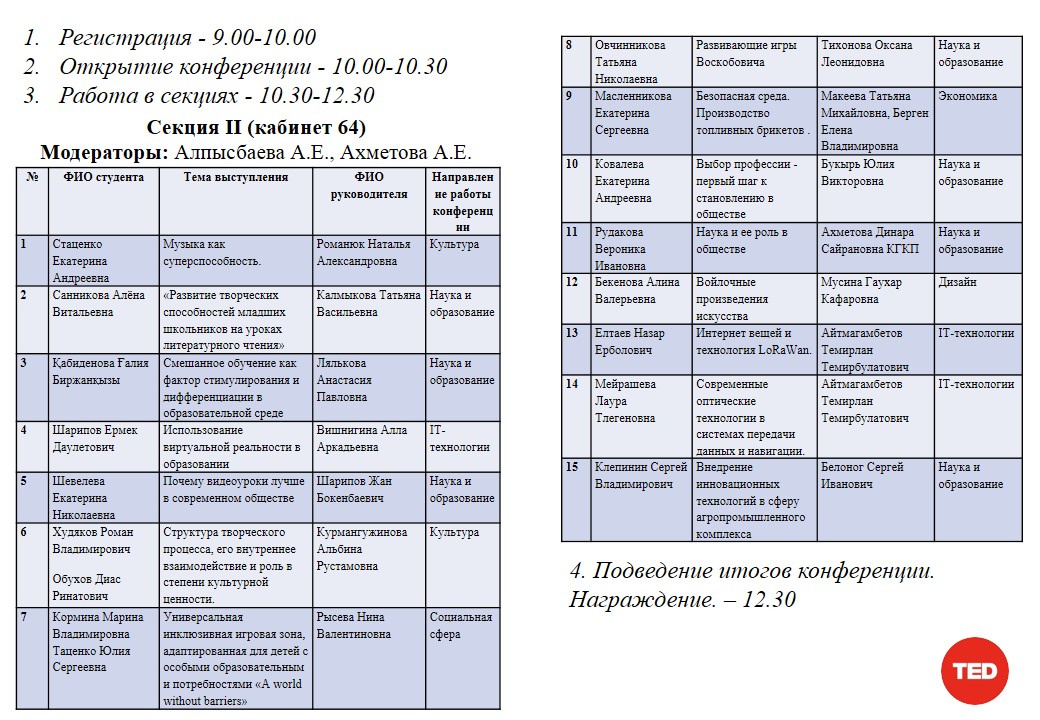 1. Регистрация - 9.00-10.00
2. Открытие конференции - 10.00-10.30
3. Работа в секциях - 10.30-12.30
Секция II (кабинет 64)
Модераторы: Алпысбаева А.Е., Ахметова А.Е.
№ ФИО студента Тема выступления ФИО Направлен
руководителя ие работы
конференц
ии
1 Стаценко Музыка как Романюк Наталья Культура
Екатерина суперспособность. Александровна
Андреевна
2 Санникова Алёна «Развитие творческих Калмыкова Татьяна Наука и
Витальевна способностей младших Васильевна образование
школьников на уроках
литературного чтения»
3 Қабиденова Ғалия Смешанное обучение как Лялькова Наука и
Биржанқызы фактор стимулирования и Анастасия образование
дифференциации в Павловна
образовательной среде
4 Шарипов Ермек Использование Вишнигина Алла IT-
Даулетович виртуальной реальности в Аркадьевна технологии
образовании
5 Шевелева Почему видеоуроки лучше Шарипов Жан Наука и
Екатерина в современном обществе Бокенбаевич образование
Николаевна
6 Худяков Роман Структура творческого Курмангужинова Культура
Владимирович процесса, его внутреннее Альбина
взаимодействие и роль в Рустамовна
Обухов Диас степени культурной
Ринатович ценности.
7 Кормина Марина Универсальная Рысева Нина Социальная
Владимировна инклюзивная игровая зона, Валентиновна сфера
Таценко Юлия адаптированная для детей с
Сергеевна особыми образовательным
и потребностями «A world
without barriers»
8 Овчинникова Развивающие игры Тихонова Оксана Наука и
Татьяна Воскобовича Леонидовна образование
Николаевна
9 Масленникова Безопасная среда. Макеева Татьяна Экономика
Екатерина Производство Михайловна, Берген
Сергеевна топливных брикетов . Елена
Владимировна
10 Ковалева Выбор профессии - Букырь Юлия Наука и
Екатерина первый шаг к Викторовна образование
Андреевна становлению в
обществе
11 Рудакова Наука и ее роль в Ахметова Динара Наука и
Вероника обществе Сайрановна КГКП образование
Ивановна
12 Бекенова Алина Войлочные Мусина Гаухар Дизайн
Валерьевна произведения Кафаровна
искусства
13 Елтаев Назар Интернет вещей и Айтмагамбетов IT-технологии
Ерболович технология LoRaWan. Темирлан
Темирбулатович
14 Мейрашева Современные Айтмагамбетов IT-технологии
Лаура оптические Темирлан
Тлегеновна технологии в Темирбулатович
системах передачи
данных и навигации.
15 Клепинин Сергей Внедрение Белоног Сергей Наука и
Владимирович инновационных Иванович образование
технологий в сферу
агропромышленного
комплекса
4. Подведение итогов конференции.
Награждение. – 12.30
TED